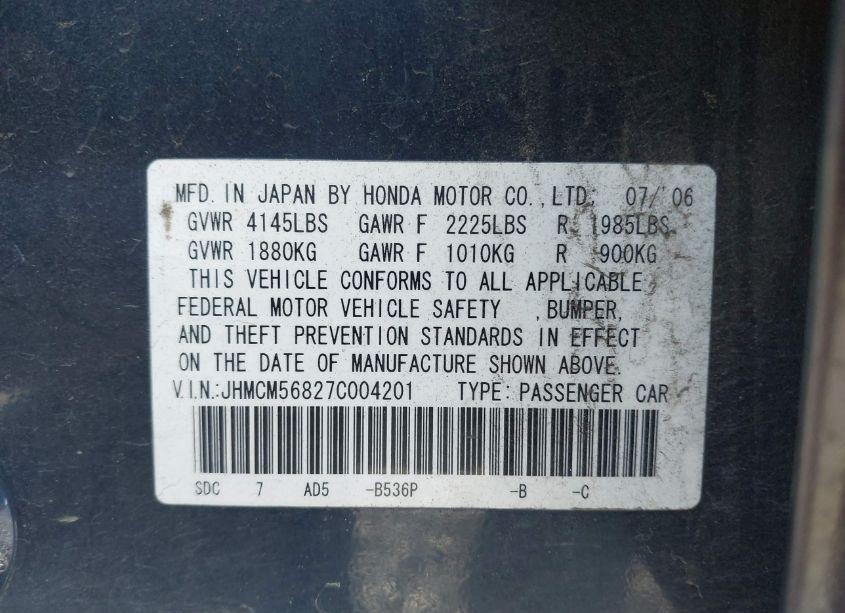 MFD. IN JAPAN BY HONDA MOTOR CO., LTD. 07/'06
GVWR 4145LBS GAWR F 2225LBS R 1985LBS
GVWR 1880KG GAWR F 1010KG R 900KG
THIS VEHICLE CONFORMS TO ALL APPLICABLE
FEDERAL MOTOR VEHICLE SAFETY , BUMPER,
AND THEFT PREVENTION STANDARDS IN EFFECT
ON THE DATE OF MANUFACTURE SHOWN ABOVE.
V.I.N.:JHMCM56827C004201 TYPE: PASSENGER CAR
SDC 7 AD5 -B536P -B -C